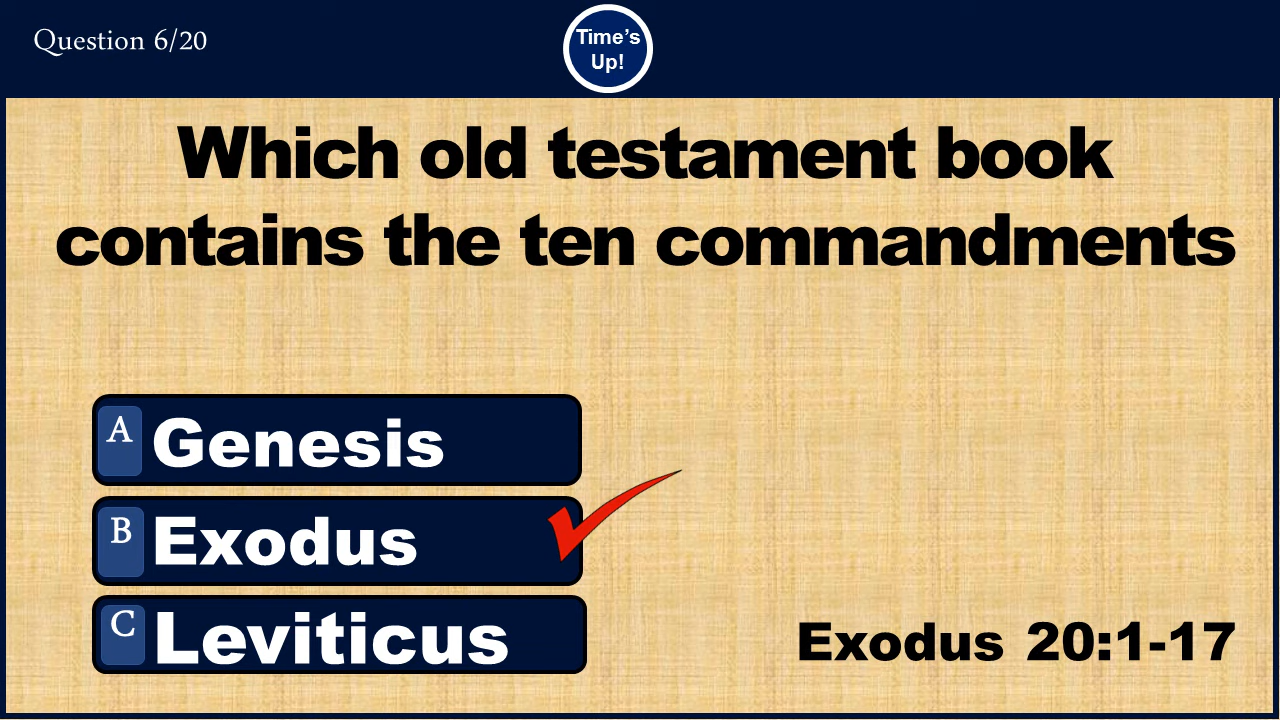 Question 6/20
Time's
Up!
Which old testament book
contains the ten commandments
A Genesis
B Exodus
C Leviticus
Exodus 20:1-17